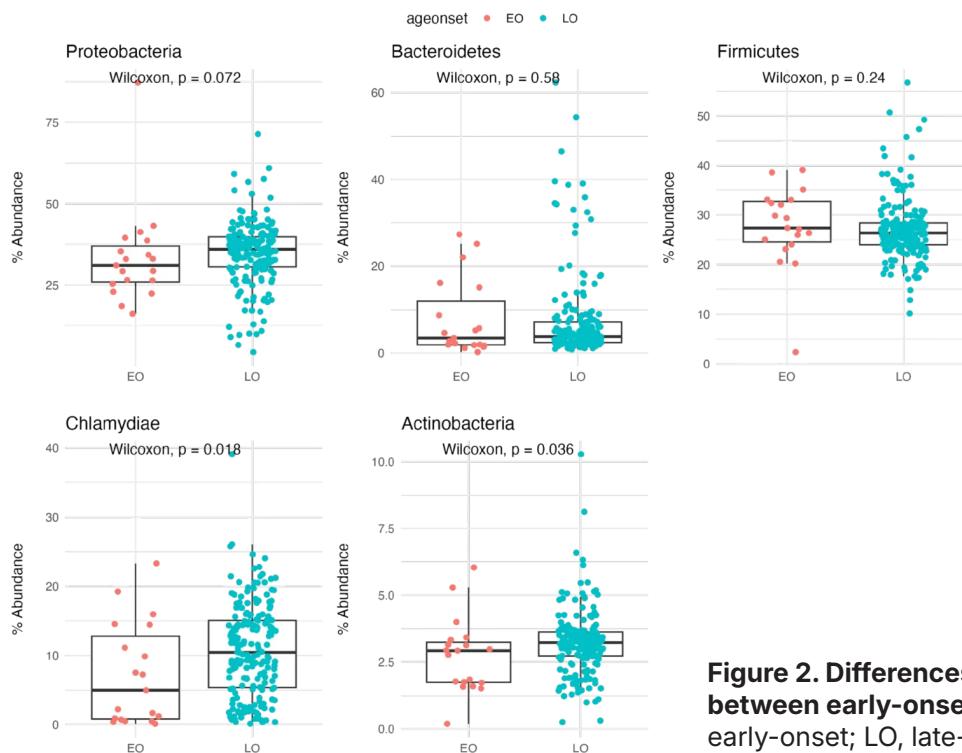 ageonset EO LO
Proteobacteria
Wilcoxon, p = 0.072
% Abundance
75
50
25
EO LO
Bacteroidetes
Wilcoxon, p = 0.58
% Abundance
60
40
20
0
EO LO
Firmicutes
Wilcoxon, p = 0.24
% Abundance
50
40
30
20
10
0
EO LO
Chlamydiae
Wilcoxon, p = 0.018
% Abundance
40
30
20
10
0
EO LO
Actinobacteria
Wilcoxon, p = 0.036
% Abundance
10.0
7.5
5.0
2.5
0.0
EO LO
Figure 2. Differences
between early-onse
early-onset; LO, late-